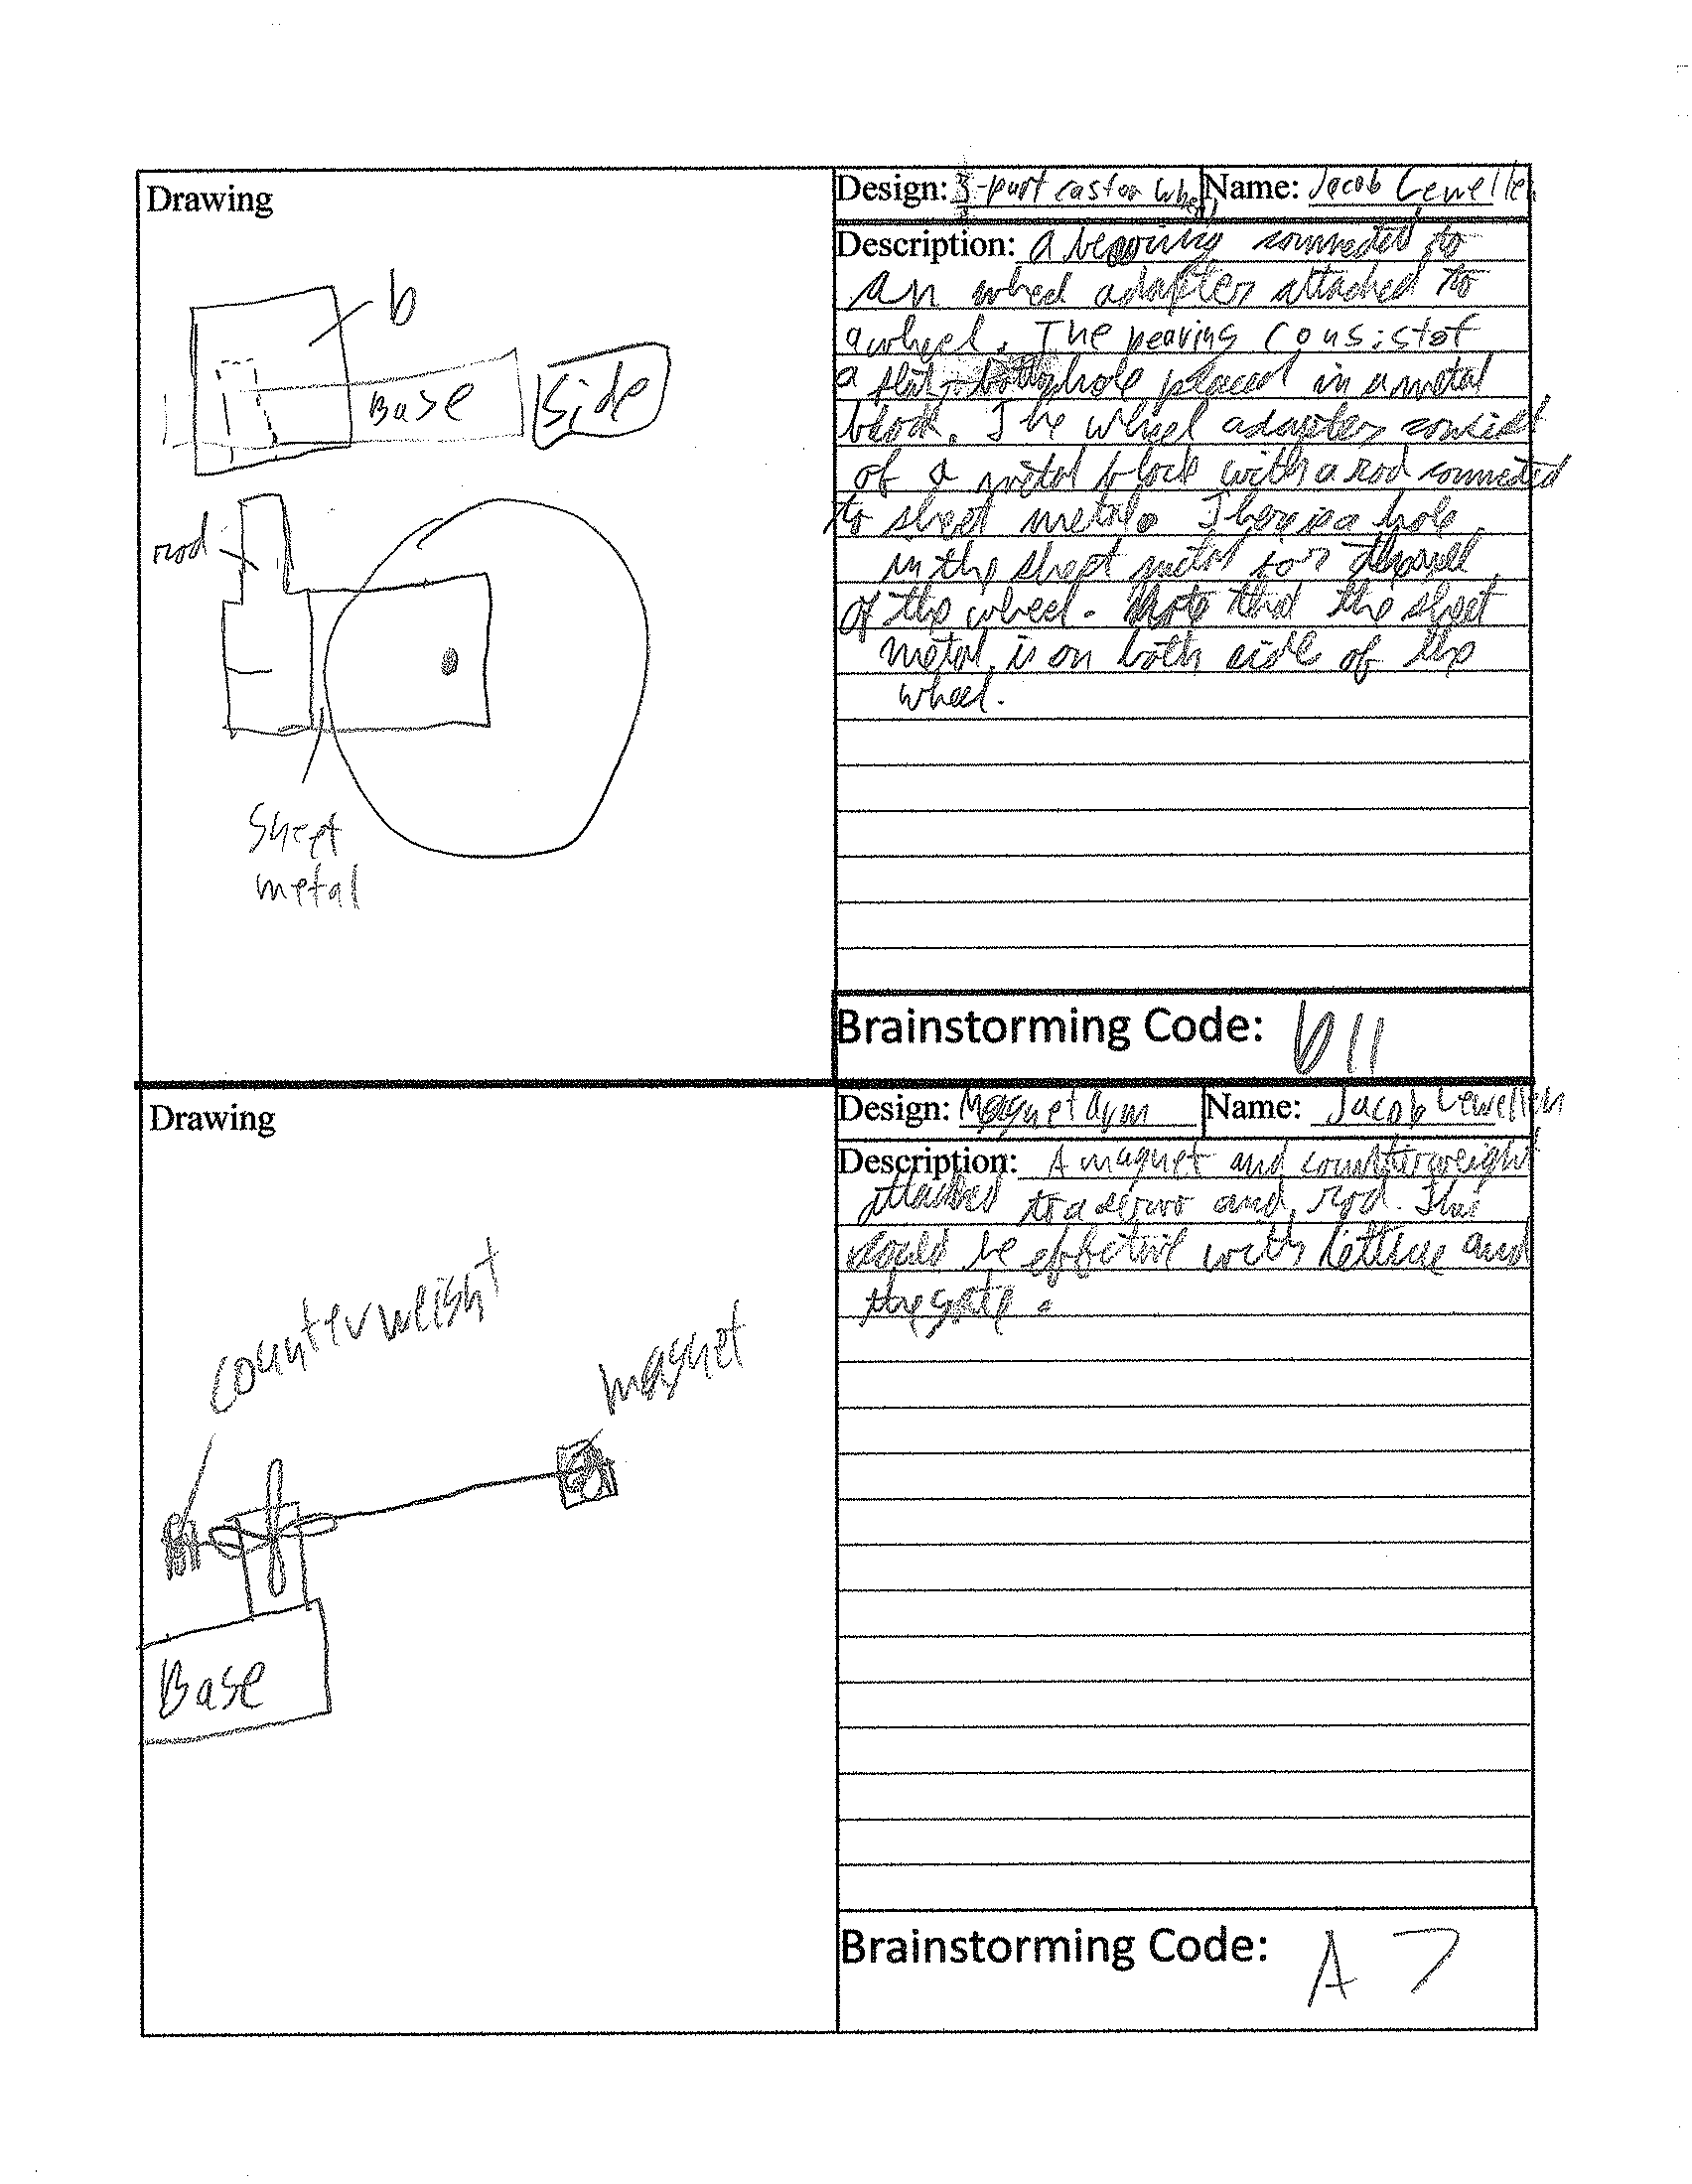 Drawing
b
Base
Side
rod
sheet
metal
Design: 3-part castor wheel
Name: Jacob Lewellen
Description: A bearing connected to
an wheel adapter attached to
a wheel. The bearing consist of
a flat hole placed in a metal
block. The wheel adapter consist
of a metal block with a rod connected
to sheet metal. There is a hole
in the sheet metal for
of the wheel. Note that the sheet
metal is on both side of the
wheel.
Brainstorming Code: b11
Drawing
counterweight
magnet
Base
Design: Magnet Arm
Name: Jacob Lewellen
Description: A magnet and counterweight
attached to a servo and rod. This
would be effective with lettuce and
the gate.
Brainstorming Code: A7